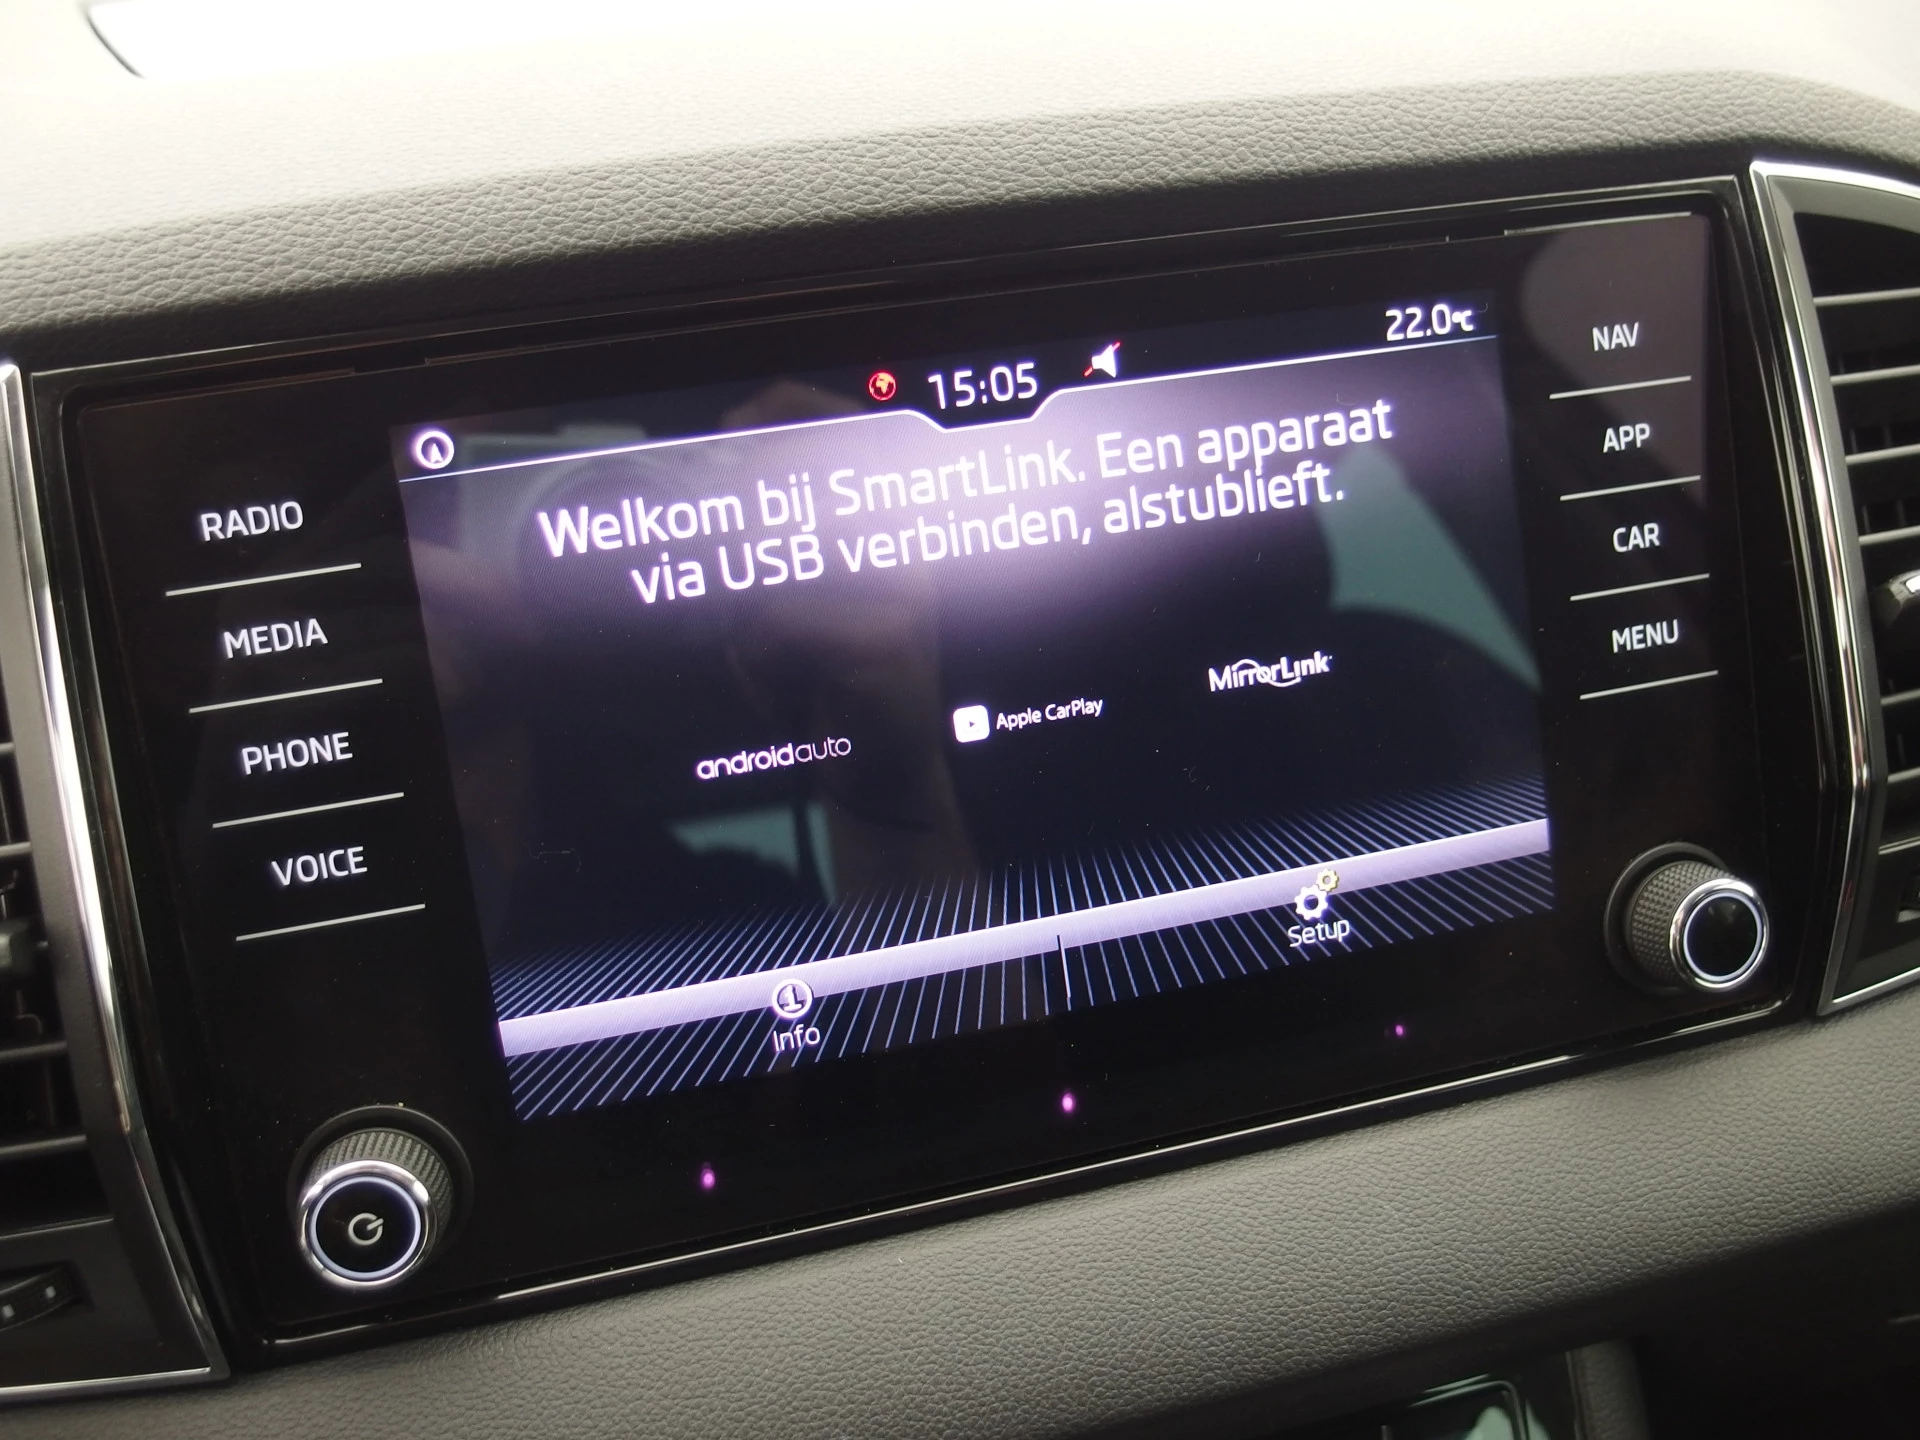 15:05
22.0°C
Welkom bij SmartLink. Een apparaat
via USB verbinden, alstublieft.
androidauto
Apple CarPlay
MirrorLink
Info
Setup
RADIO
MEDIA
PHONE
VOICE
NAV
APP
CAR
MENU